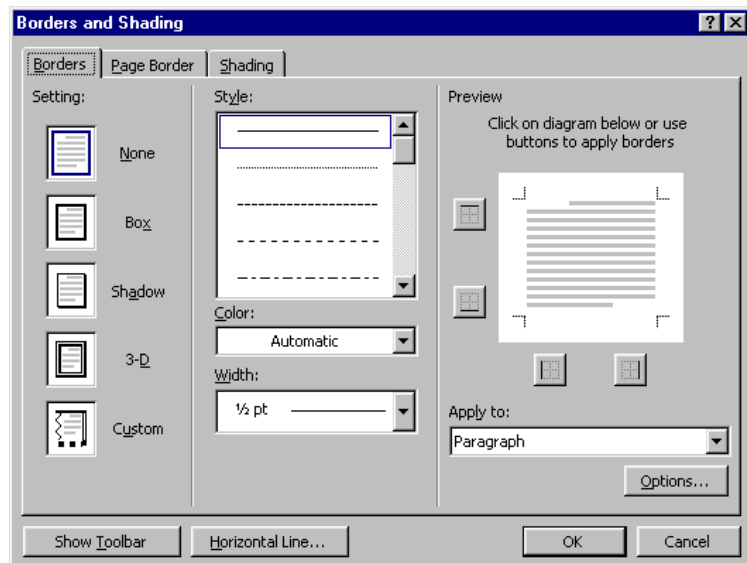 Borders and Shading
Borders
Page Border
Shading
Setting:
None
Box
Shadow
3-D
Custom
Style:
Color:
Automatic
Width:
½ pt
Preview
Click on diagram below or use
buttons to apply borders
Apply to:
Paragraph
Options...
Show Toolbar
Horizontal Line...
OK
Cancel